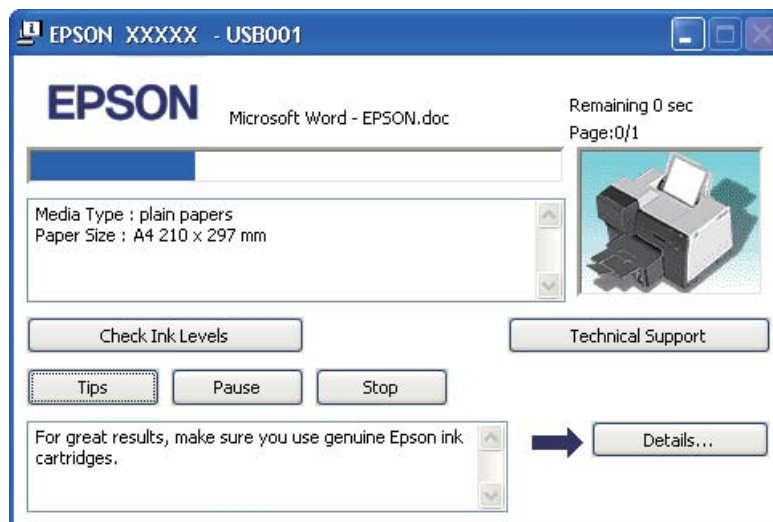 EPSON XXXXX - USB001
EPSON
Microsoft Word - EPSON.doc
Remaining 0 sec
Page:0/1
Media Type : plain papers
Paper Size : A4 210 x 297 mm
Check Ink Levels
Technical Support
Tips
Pause
Stop
For great results, make sure you use genuine Epson ink
cartridges.
Details...